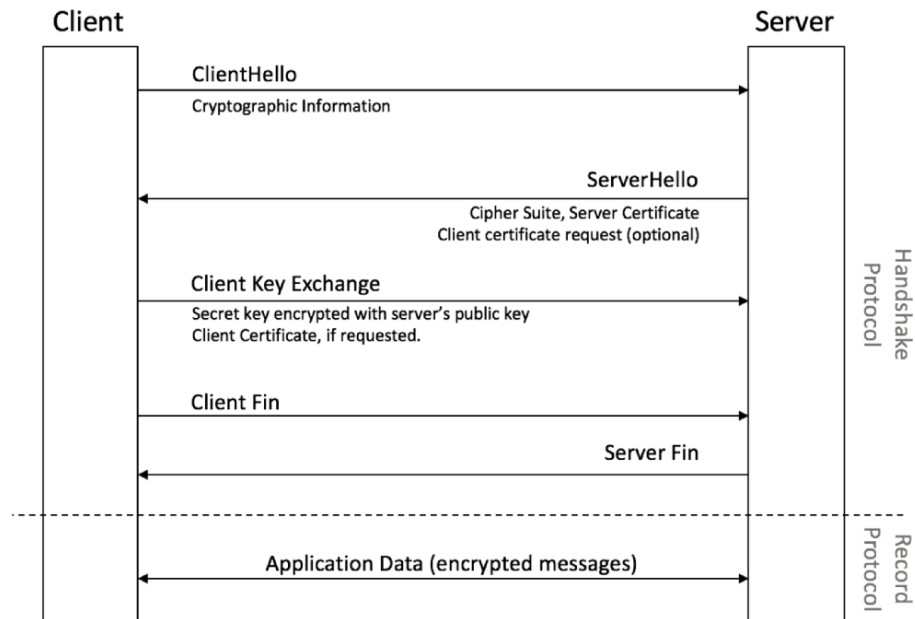 Client
Server
ClientHello
Cryptographic Information
ServerHello
Cipher Suite, Server Certificate
Client certificate request (optional)
Client Key Exchange
Secret key encrypted with server's public key
Client Certificate, if requested.
Client Fin
Server Fin
Handshake
Protocol
Application Data (encrypted messages)
Record
Protocol